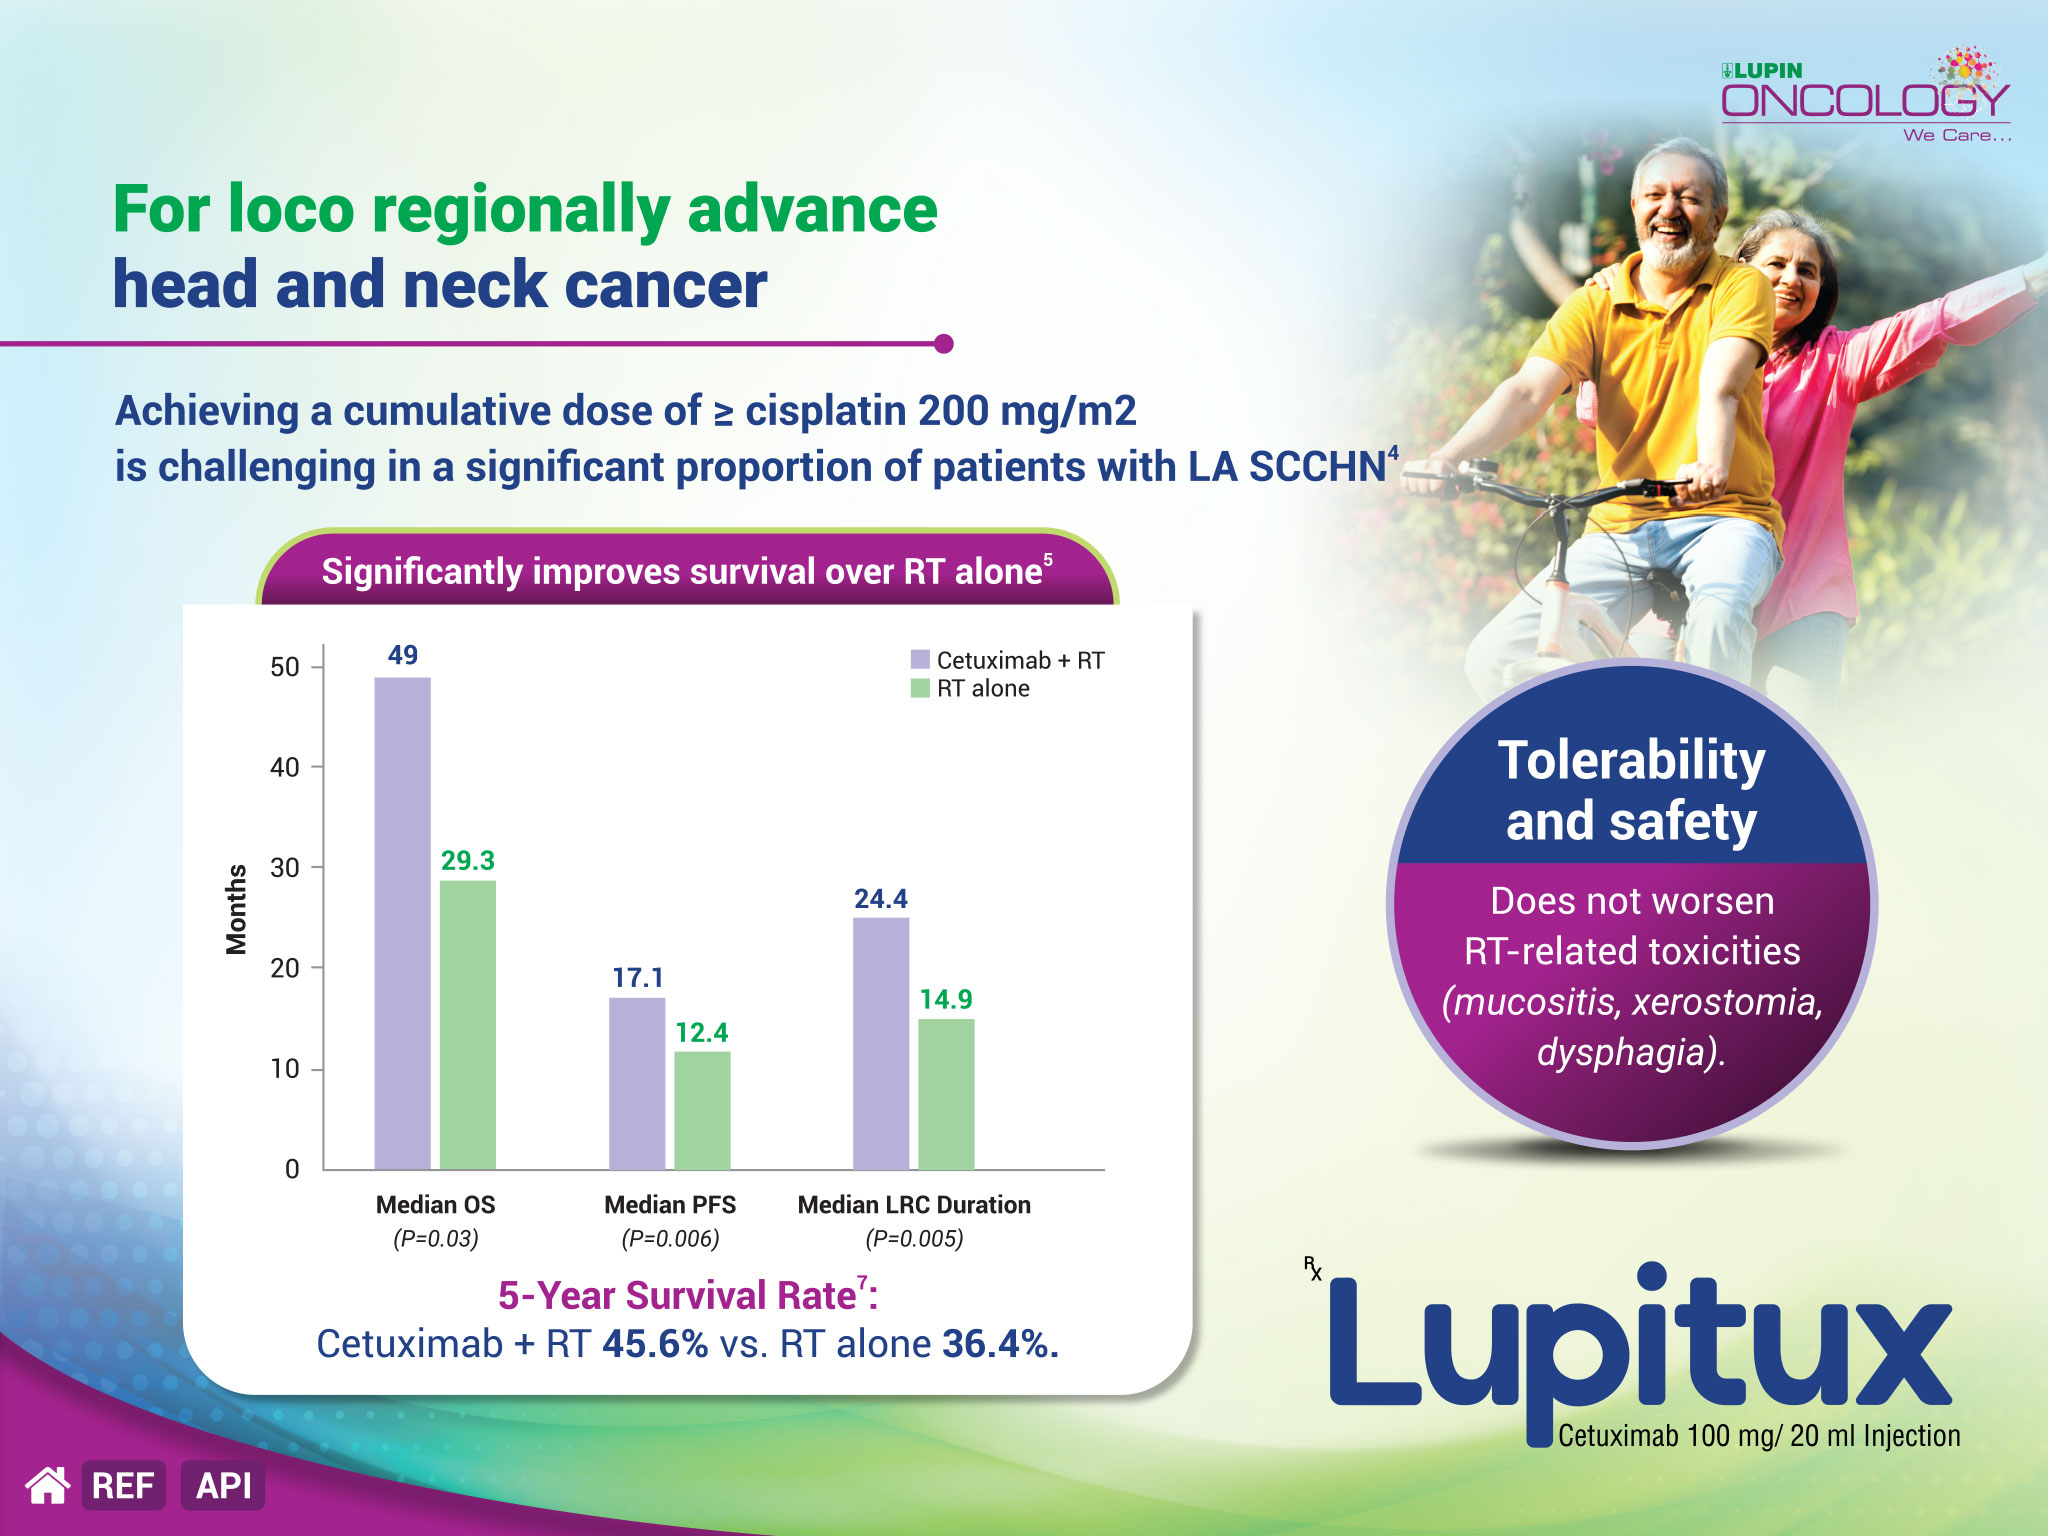 LUPIN
ONCOLOGY
We Care...
For loco regionally advance
head and neck cancer
Achieving a cumulative dose of ≥ cisplatin 200 mg/m2
is challenging in a significant proportion of patients with LA SCCHN4
Significantly improves survival over RT alone5
Cetuximab + RT
RT alone
Months
50
40
30
20
10
0
49
29.3
17.1
12.4
24.4
14.9
Median OS
(P=0.03)
Median PFS
(P=0.006)
Median LRC Duration
(P=0.005)
5-Year Survival Rate7:
Cetuximab + RT 45.6% vs. RT alone 36.4%.
Tolerability
and safety
Does not worsen
RT-related toxicities
(mucositis, xerostomia,
dysphagia).
Rx
Lupitux
Cetuximab 100 mg/ 20 ml Injection
REF
API